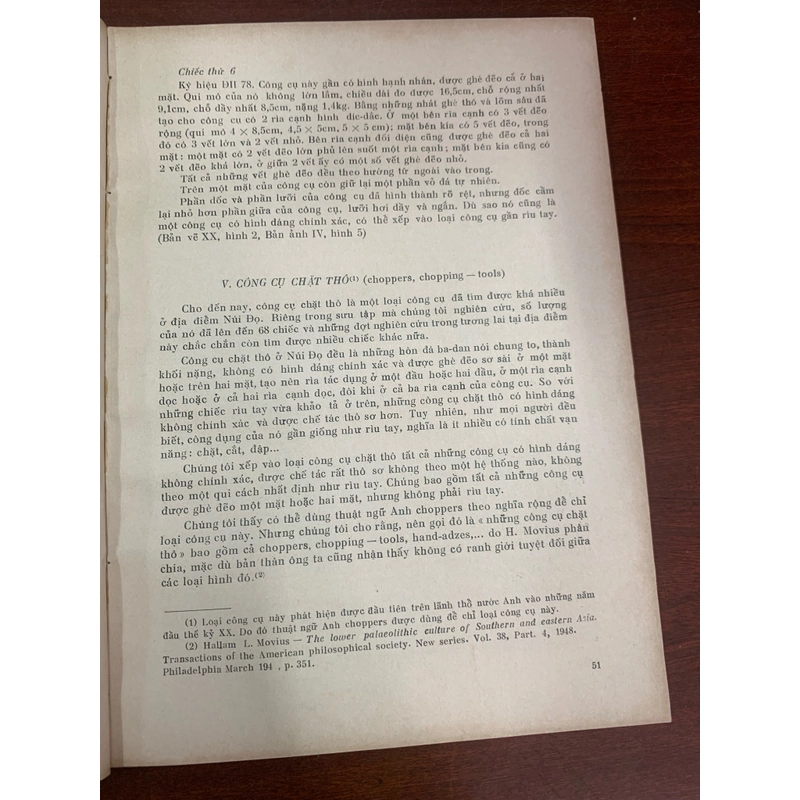 Chiếc thứ 6
Ký hiệu ĐII 78. Công cụ này gần có hình hạnh nhân, được ghè đẽo cả ở hai
mặt. Qui mô của nó không lớn lắm, chiều dài đo được 16,5cm, chỗ rộng nhất
9,1cm, chỗ dầy nhất 8,5cm, nặng 1,4kg. Bằng những nhát ghè thô và lõm sâu đã
tạo cho công cụ có 2 rìa cạnh hình dic-dắc. Ở một bên rìa cạnh có 3 vết đẽo
rộng (qui mô 4 × 8,5cm, 4,5 × 5cm, 5 × 5 cm); mặt bên kia có 5 vết đẽo, trong
đó có 3 vết lớn và 2 vết nhỏ. Bên rìa cạnh đối diện cũng được ghè đẽo cả hai
mặt: một mặt có 2 vết đẽo lớn phủ lên suốt một rìa cạnh; mặt bên kia cũng có
2 vết đẽo khá lớn, ở giữa 2 vết ấy có một số vết ghè đẽo nhỏ.
Tất cả những vết ghè đẽo đều theo hướng từ ngoài vào trong.
Trên một mặt của công cụ còn giữ lại một phần vỏ đá tự nhiên.
Phần đốc và phần lưỡi của công cụ đã hình thành rõ rệt, nhưng đốc cầm
lại nhỏ hơn phần giữa của công cụ, lưỡi hơi dầy và ngắn. Dù sao nó cũng là
một công cụ có hình dáng chính xác, có thể xếp vào loại công cụ gần rìu tay.
(Bản vẽ XX, hình 2, Bản ảnh IV, hình 5)
V. CÔNG CỤ CHẶT THÔ(1) (choppers, chopping — tools)
Cho đến nay, công cụ chặt thô là một loại công cụ đã tìm được khá nhiều
ở địa điểm Núi Đọ. Riêng trong sưu tập mà chúng tôi nghiên cứu, số lượng
của nó đã lên đến 68 chiếc và những đợt nghiên cứu trong tương lai tại địa điểm
này chắc chắn còn tìm được nhiều chiếc khác nữa.
Công cụ chặt thô ở Núi Đọ đều là những hòn đá ba-dan nói chung to, thành
khối nặng, không có hình dáng chính xác và được ghè đẽo sơ sài ở một mặt
hoặc trên hai mặt, tạo nên rìa tác dụng ở một đầu hoặc hai đầu, ở một rìa cạnh
dọc hoặc ở cả hai rìa cạnh dọc, đôi khi ở cả ba rìa cạnh của công cụ. So với
những chiếc rìu tay vừa khảo tả ở trên, những công cụ chặt thô có hình dáng
không chính xác và được chế tác thô sơ hơn. Tuy nhiên, như mọi người đều
biết, công dụng của nó gần giống như rìu tay, nghĩa là ít nhiều có tính chất vạn
năng: chặt, cắt, đập...
Chúng tôi xếp vào loại công cụ chặt thô tất cả những công cụ có hình dáng
không chính xác, được chế tác rất thô sơ không theo một hệ thống nào, không
theo một qui cách nhất định như rìu tay. Chúng bao gồm tất cả những công cụ
được ghè đẽo một mặt hoặc hai mặt, nhưng không phải rìu tay.
Chúng tôi thấy có thể dùng thuật ngữ Anh choppers theo nghĩa rộng để chỉ
loại công cụ này. Nhưng chúng tôi cho rằng, nên gọi đó là « những công cụ chặt
thô » bao gồm cả choppers, chopping — tools, hand-adzes,... do H. Movius phân
chia, mặc dù bản thân ông ta cũng nhận thấy không có ranh giới tuyệt đối giữa
các loại hình đó.(2)
(1) Loại công cụ này phát hiện được đầu tiên trên lãnh thổ nước Anh vào những năm
đầu thế kỷ XX. Do đó thuật ngữ Anh choppers được dùng để chỉ loại công cụ này.
(2) Hallam L. Movius — The lower palaeolithic culture of Southern and eastern Asia.
Transactions of the American philosophical society. New series. Vol. 38, Part. 4, 1948.
Philadelphia March 194 , p. 351.
51